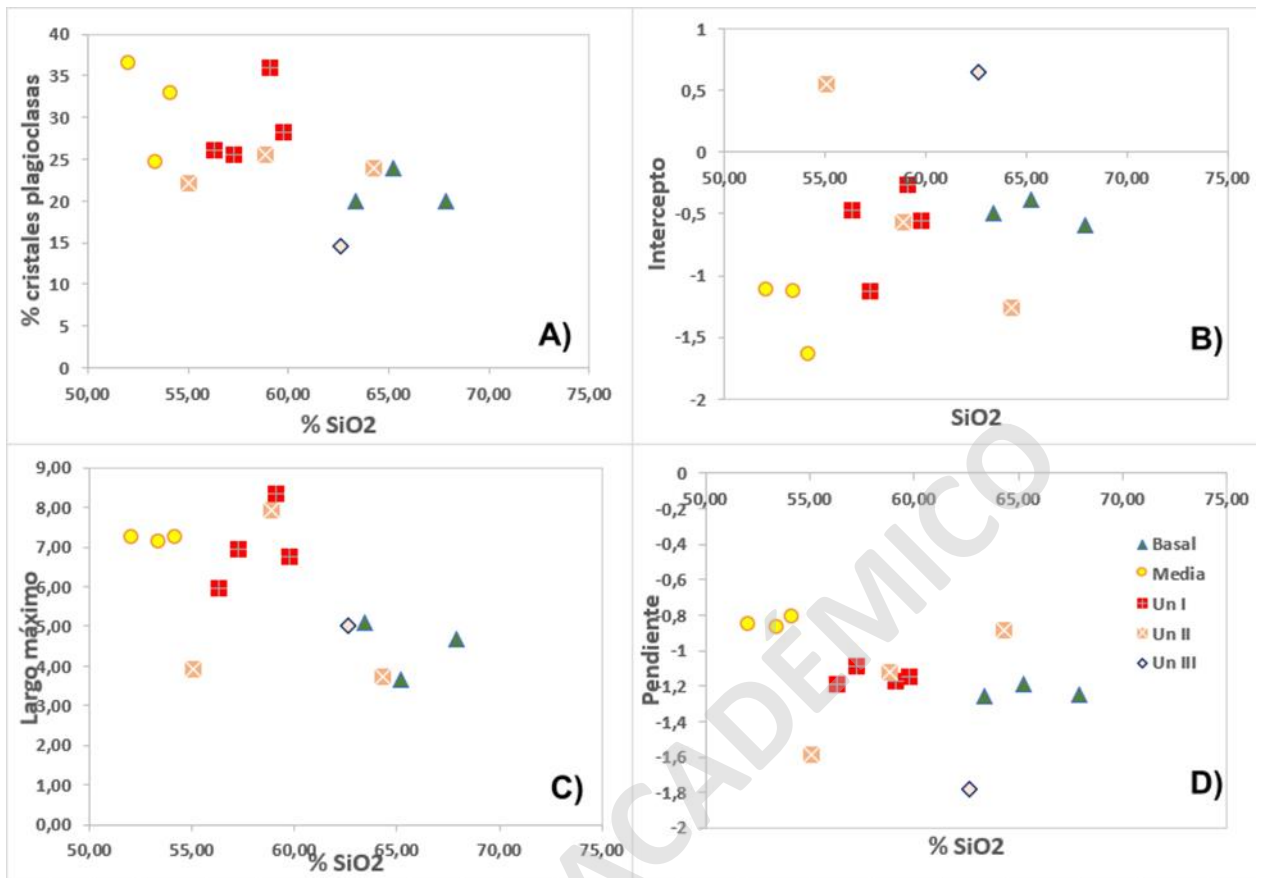 % cristales plagioclasas
40
35
30
25
20
15
10
5
0
50,00 55,00 60,00 65,00 70,00 75,00
% SiO2
A)
Intercepto
1
0,5
0
-0,5
-1
-1,5
-2
50,00 55,00 60,00 65,00 70,00 75,00
SiO2
B)
Largo máximo
9,00
8,00
7,00
6,00
5,00
4,00
3,00
2,00
1,00
0,00
50,00 55,00 60,00 65,00 70,00 75,00
% SiO2
C)
Pendiente
0
-0,2
-0,4
-0,6
-0,8
-1
-1,2
-1,4
-1,6
-1,8
-2
50,00 55,00 60,00 65,00 70,00 75,00
Basal
Media
Un I
Un II
Un III
% SiO2
D)
ACADÉMICO